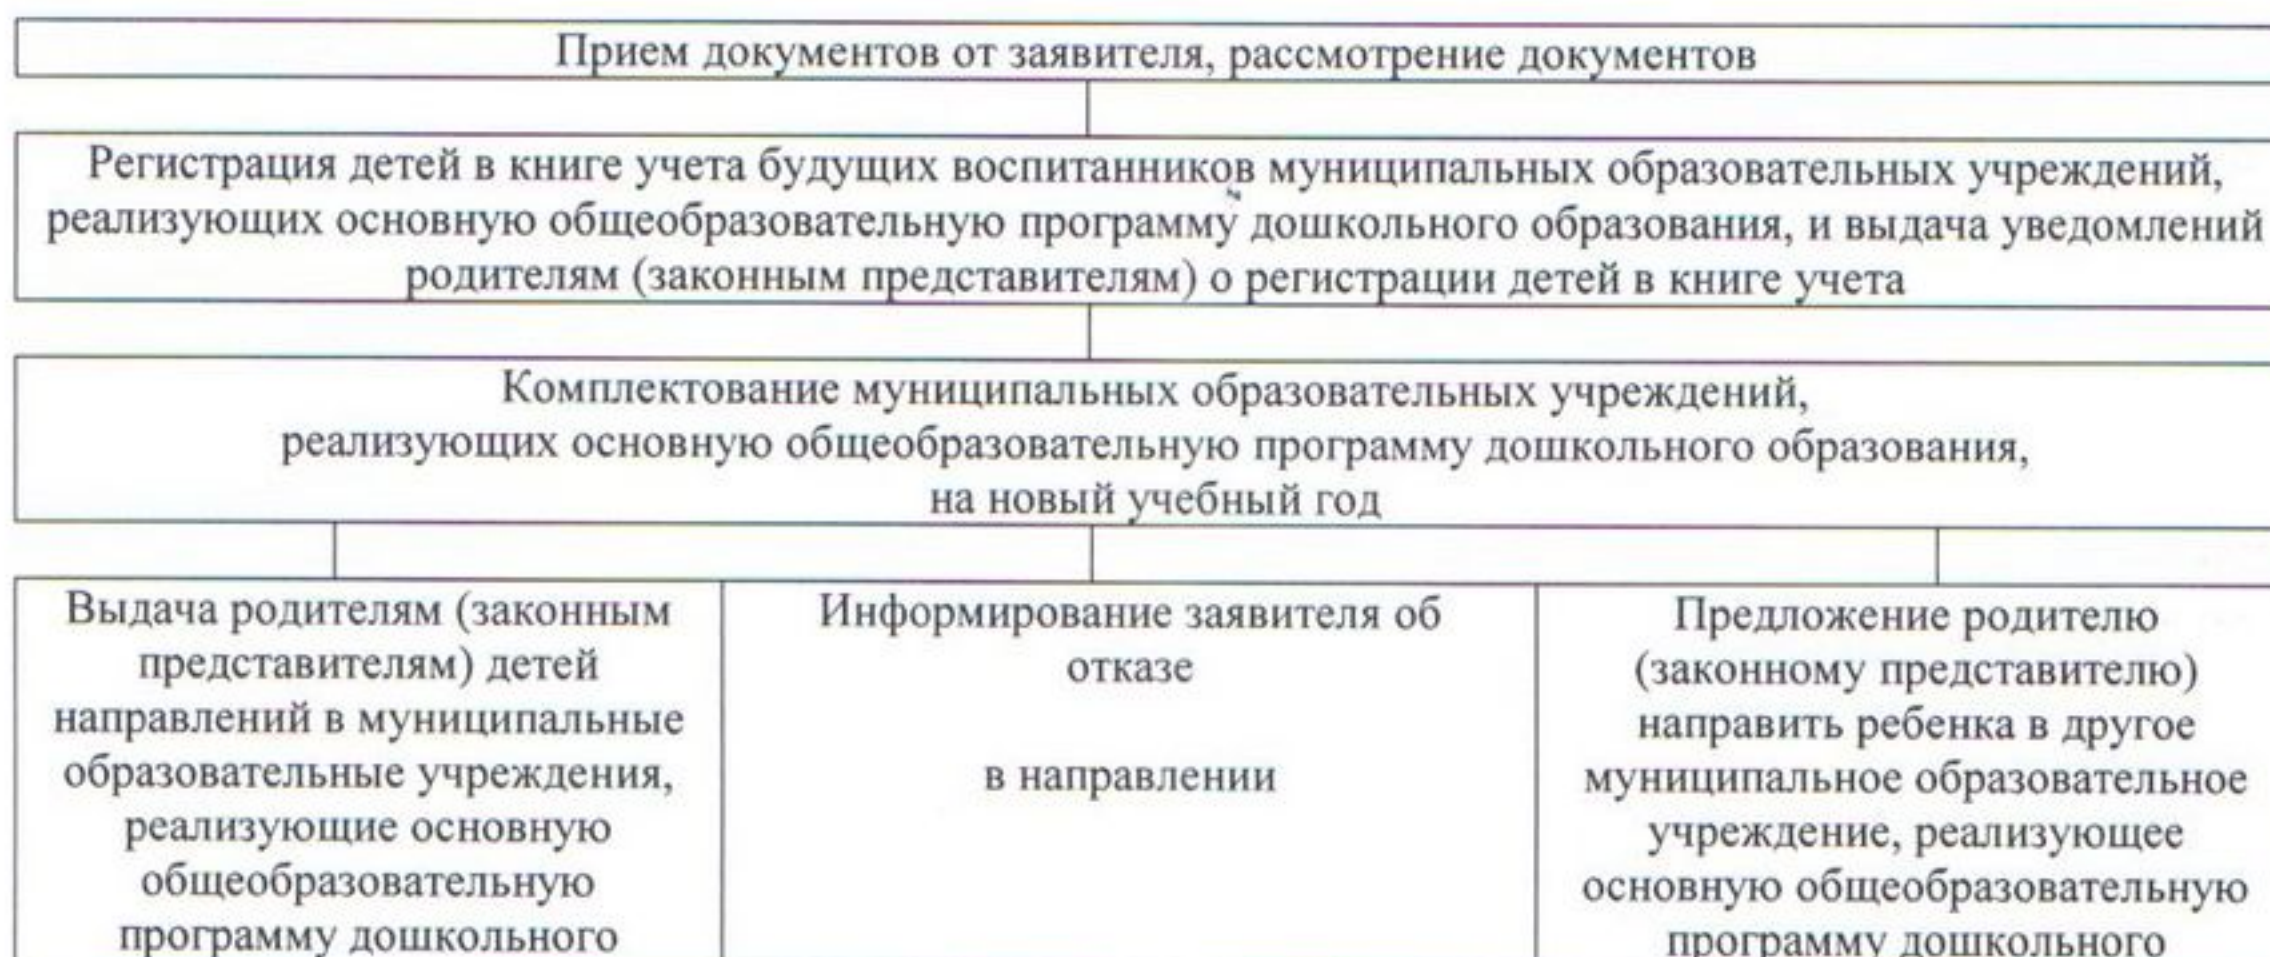 Прием документов от заявителя, рассмотрение документов
Регистрация детей в книге учета будущих воспитанников муниципальных образовательных учреждений,
реализующих основную общеобразовательную программу дошкольного образования, и выдача уведомлений
родителям (законным представителям) о регистрации детей в книге учета
Комплектование муниципальных образовательных учреждений,
реализующих основную общеобразовательную программу дошкольного образования,
на новый учебный год
Выдача родителям (законным
представителям) детей
направлений в муниципальные
образовательные учреждения,
реализующие основную
общеобразовательную
программу дошкольного
Информирование заявителя об
отказе
в направлении
Предложение родителю
(законному представителю)
направить ребенка в другое
муниципальное образовательное
учреждение, реализующее
основную общеобразовательную
программу дошкольного